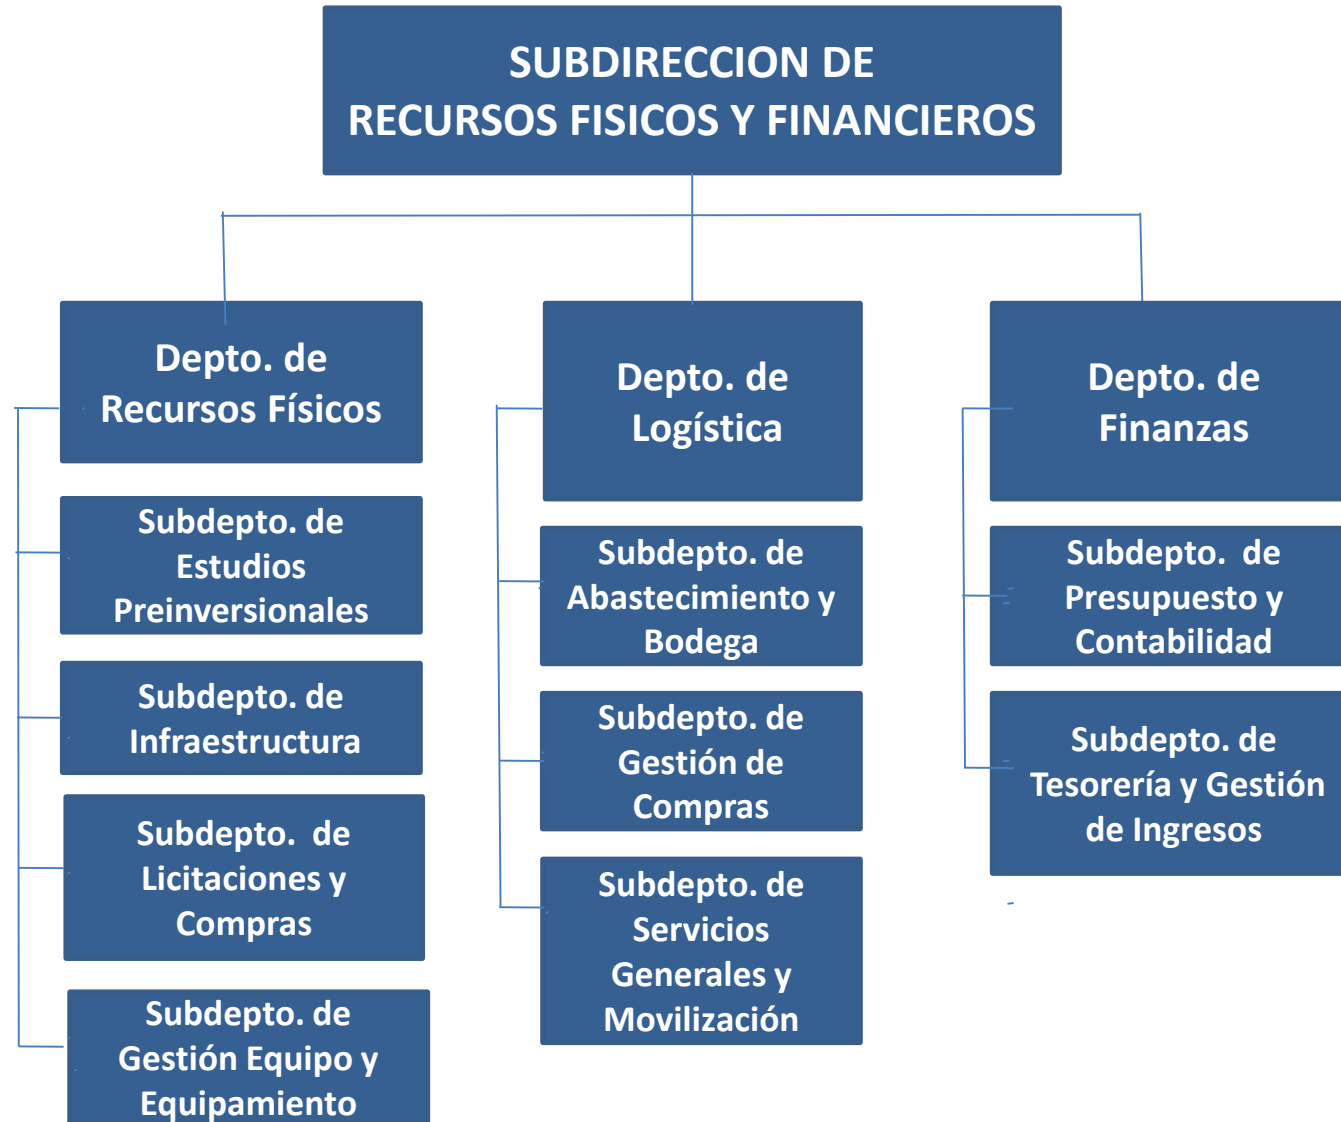 SUBDIRECCION DE
RECURSOS FISICOS Y FINANCIEROS
Depto. de
Recursos Físicos
Subdepto. de
Estudios
Preinversionales
Subdepto. de
Infraestructura
Subdepto.  de
Licitaciones y
Compras
Subdepto. de
Gestión Equipo y
Equipamiento
Depto. de
Logística
Subdepto. de
Abastecimiento y
Bodega
Subdepto. de
Gestión de
Compras
Subdepto. de
Servicios
Generales y
Movilización
Depto. de
Finanzas
Subdepto.  de
Presupuesto y
Contabilidad
Subdepto. de
Tesorería y Gestión
de Ingresos